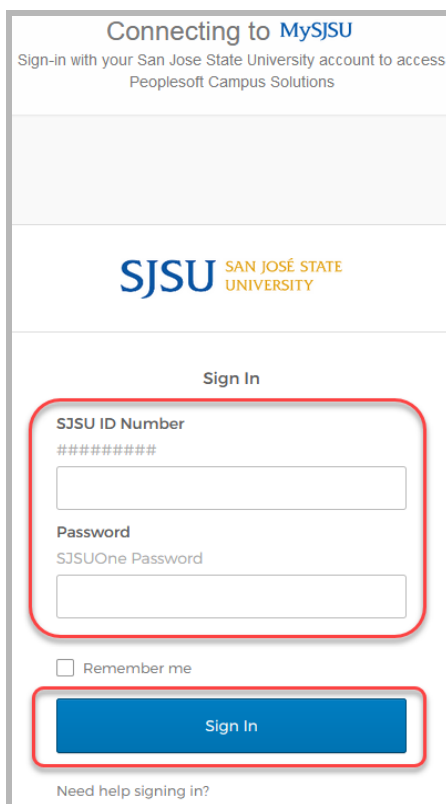 Connecting to MySJSU
Sign-in with your San Jose State University account to access
Peoplesoft Campus Solutions
SJSU SAN JOSÉ STATE
UNIVERSITY
Sign In
SJSU ID Number
#########
Password
SJSUOne Password
Remember me
Sign In
Need help signing in?